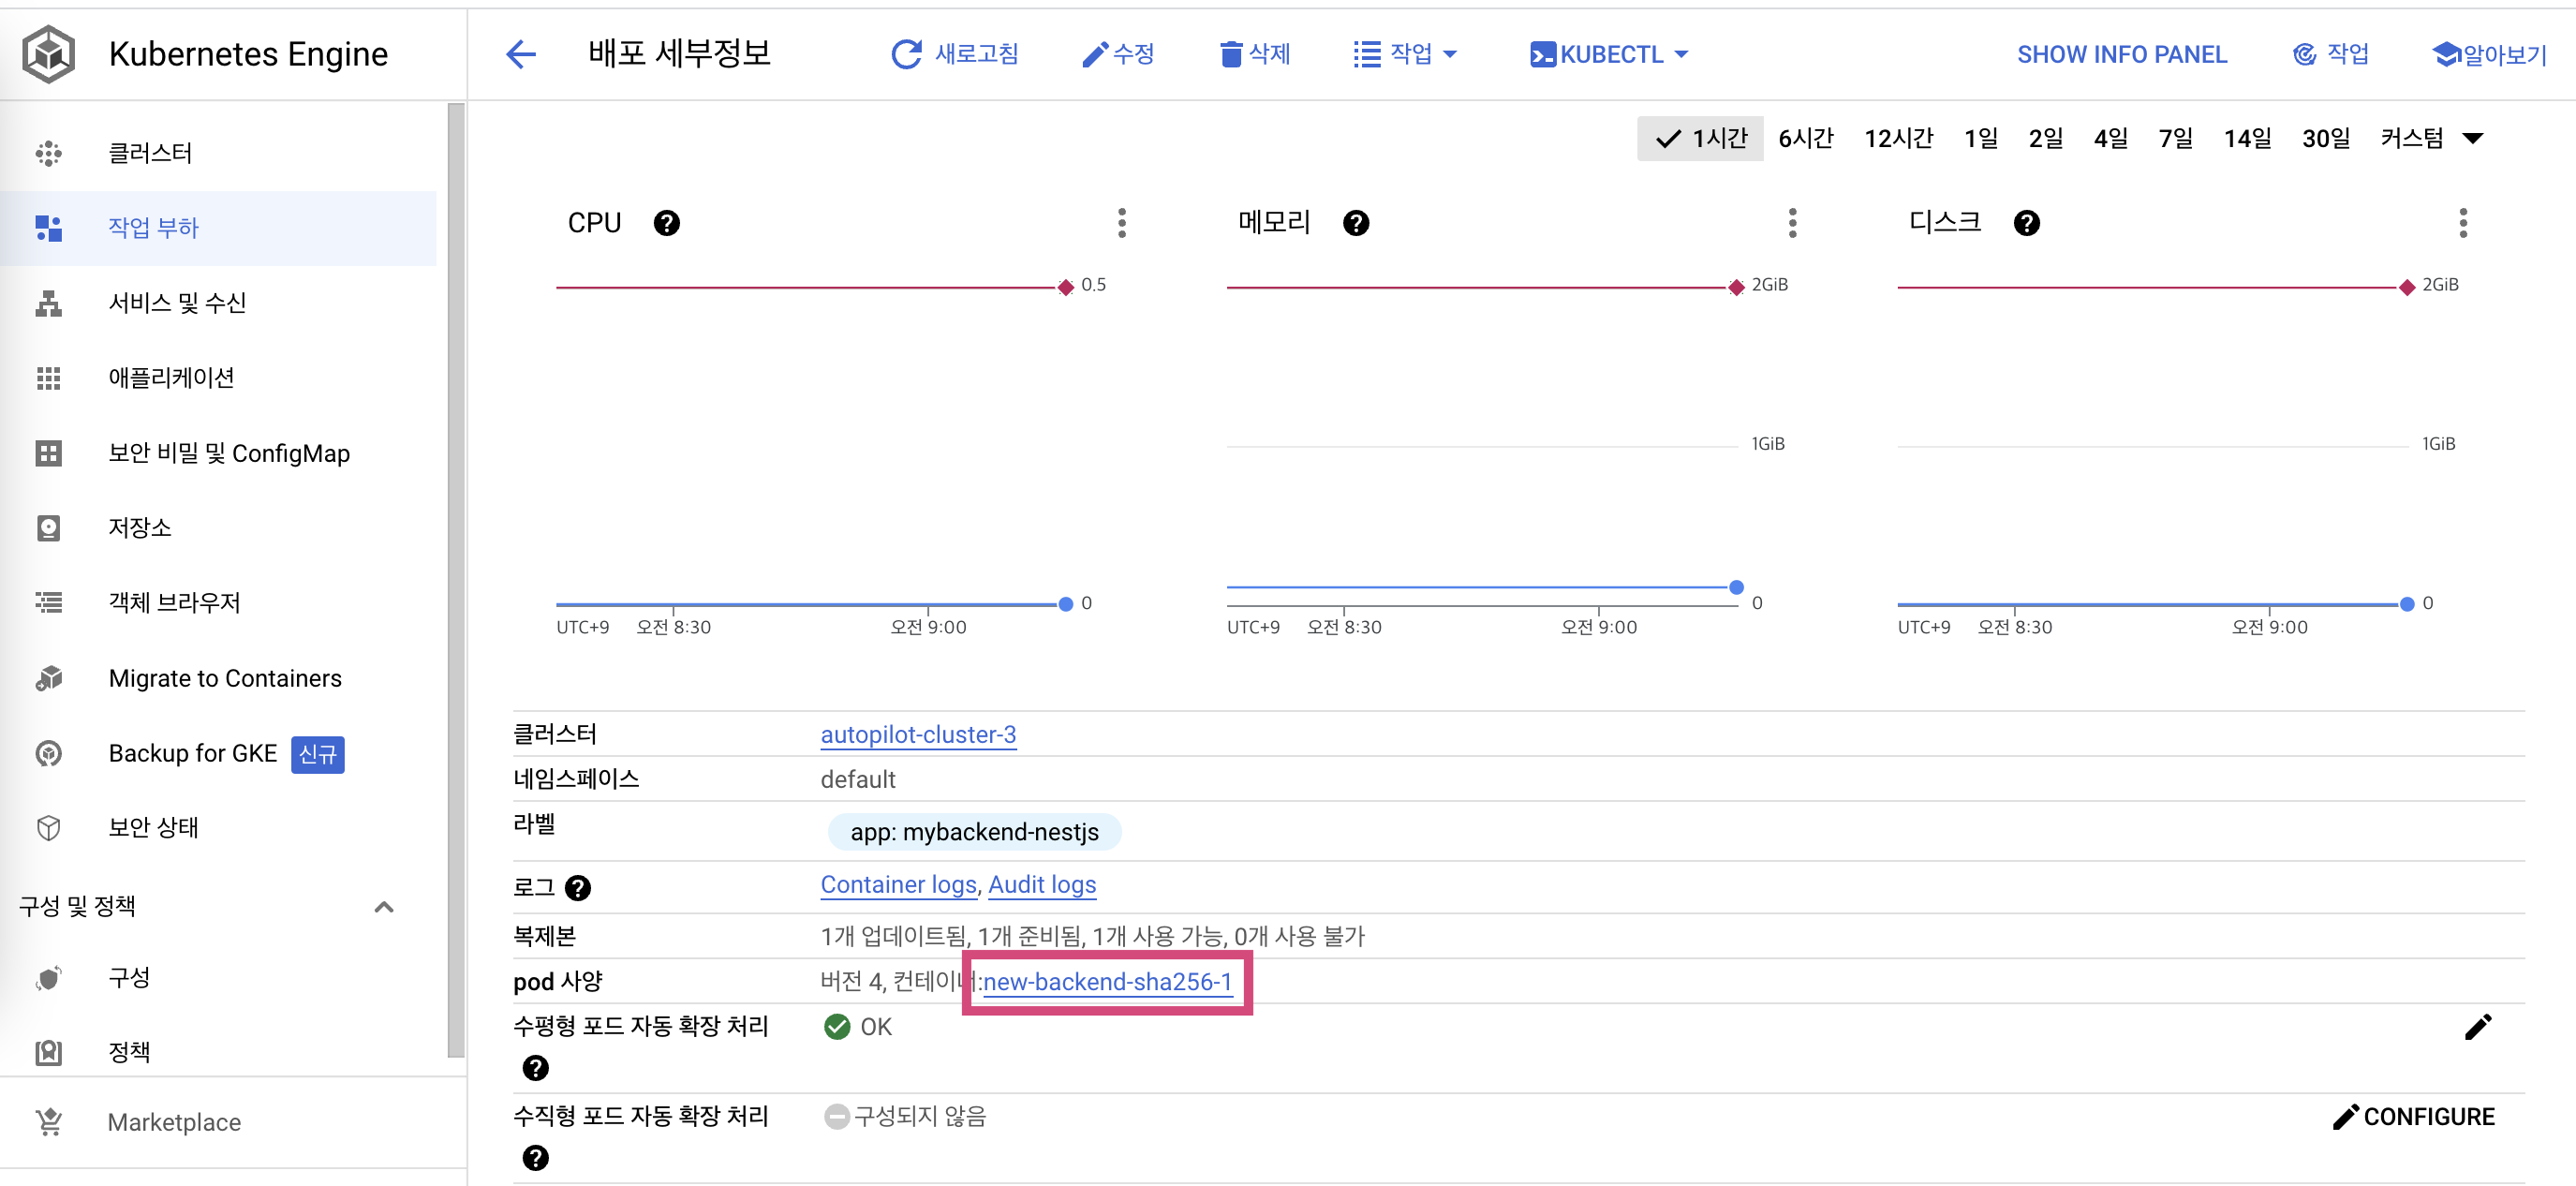 Kubernetes Engine
배포 세부정보
새로고침
수정
삭제
작업
KUBECTL
SHOW INFO PANEL
작업
알아보기
클러스터
작업 부하
서비스 및 수신
애플리케이션
보안 비밀 및 ConfigMap
저장소
객체 브라우저
Migrate to Containers
Backup for GKE 신규
보안 상태
구성 및 정책
구성
정책
Marketplace
1시간 6시간 12시간 1일 2일 4일 7일 14일 30일 커스텀
CPU
0.5
0
UTC+9 오전 8:30 오전 9:00
메모리
2GiB
1GiB
0
UTC+9 오전 8:30 오전 9:00
디스크
2GiB
1GiB
0
UTC+9 오전 8:30 오전 9:00
클러스터 autopilot-cluster-3
네임스페이스 default
라벨 app: mybackend-nestjs
로그 Container logs, Audit logs
복제본 1개 업데이트됨, 1개 준비됨, 1개 사용 가능, 0개 사용 불가
pod 사양 버전 4, 컨테이너:new-backend-sha256-1
수평형 포드 자동 확장 처리 OK
수직형 포드 자동 확장 처리 구성되지 않음 CONFIGURE